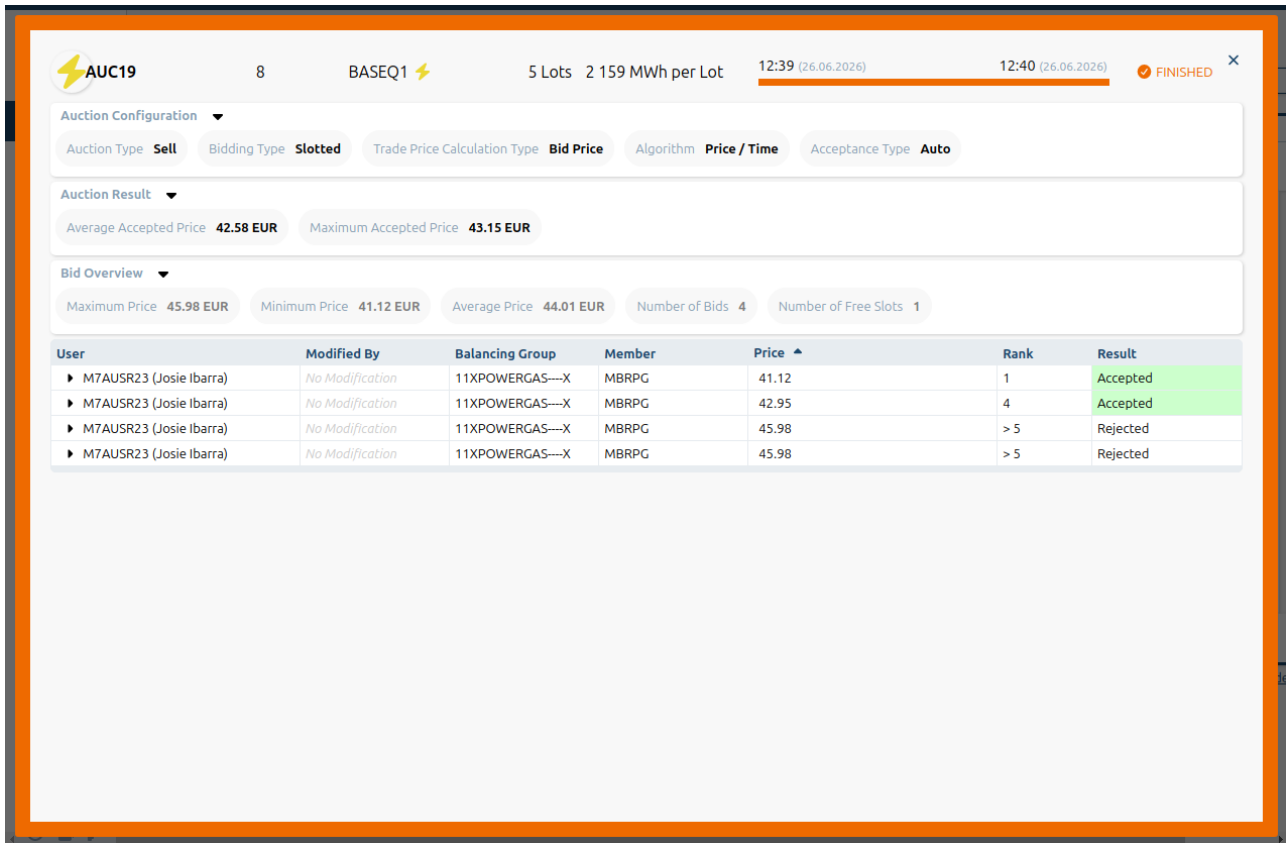 AUC19 8 BASEQ1 5 Lots 2 159 MWh per Lot 12:39 (26.06.2026) 12:40 (26.06.2026) FINISHED
Auction Configuration
Auction Type Sell Bidding Type Slotted Trade Price Calculation Type Bid Price Algorithm Price / Time Acceptance Type Auto
Auction Result
Average Accepted Price 42.58 EUR Maximum Accepted Price 43.15 EUR
Bid Overview
Maximum Price 45.98 EUR Minimum Price 41.12 EUR Average Price 44.01 EUR Number of Bids 4 Number of Free Slots 1
User Modified By Balancing Group Member Price Rank Result
M7AUSR23 (Josie Ibarra) No Modification 11XPOWERGAS----X MBRPG 41.12 1 Accepted
M7AUSR23 (Josie Ibarra) No Modification 11XPOWERGAS----X MBRPG 42.95 4 Accepted
M7AUSR23 (Josie Ibarra) No Modification 11XPOWERGAS----X MBRPG 45.98 > 5 Rejected
M7AUSR23 (Josie Ibarra) No Modification 11XPOWERGAS----X MBRPG 45.98 > 5 Rejected